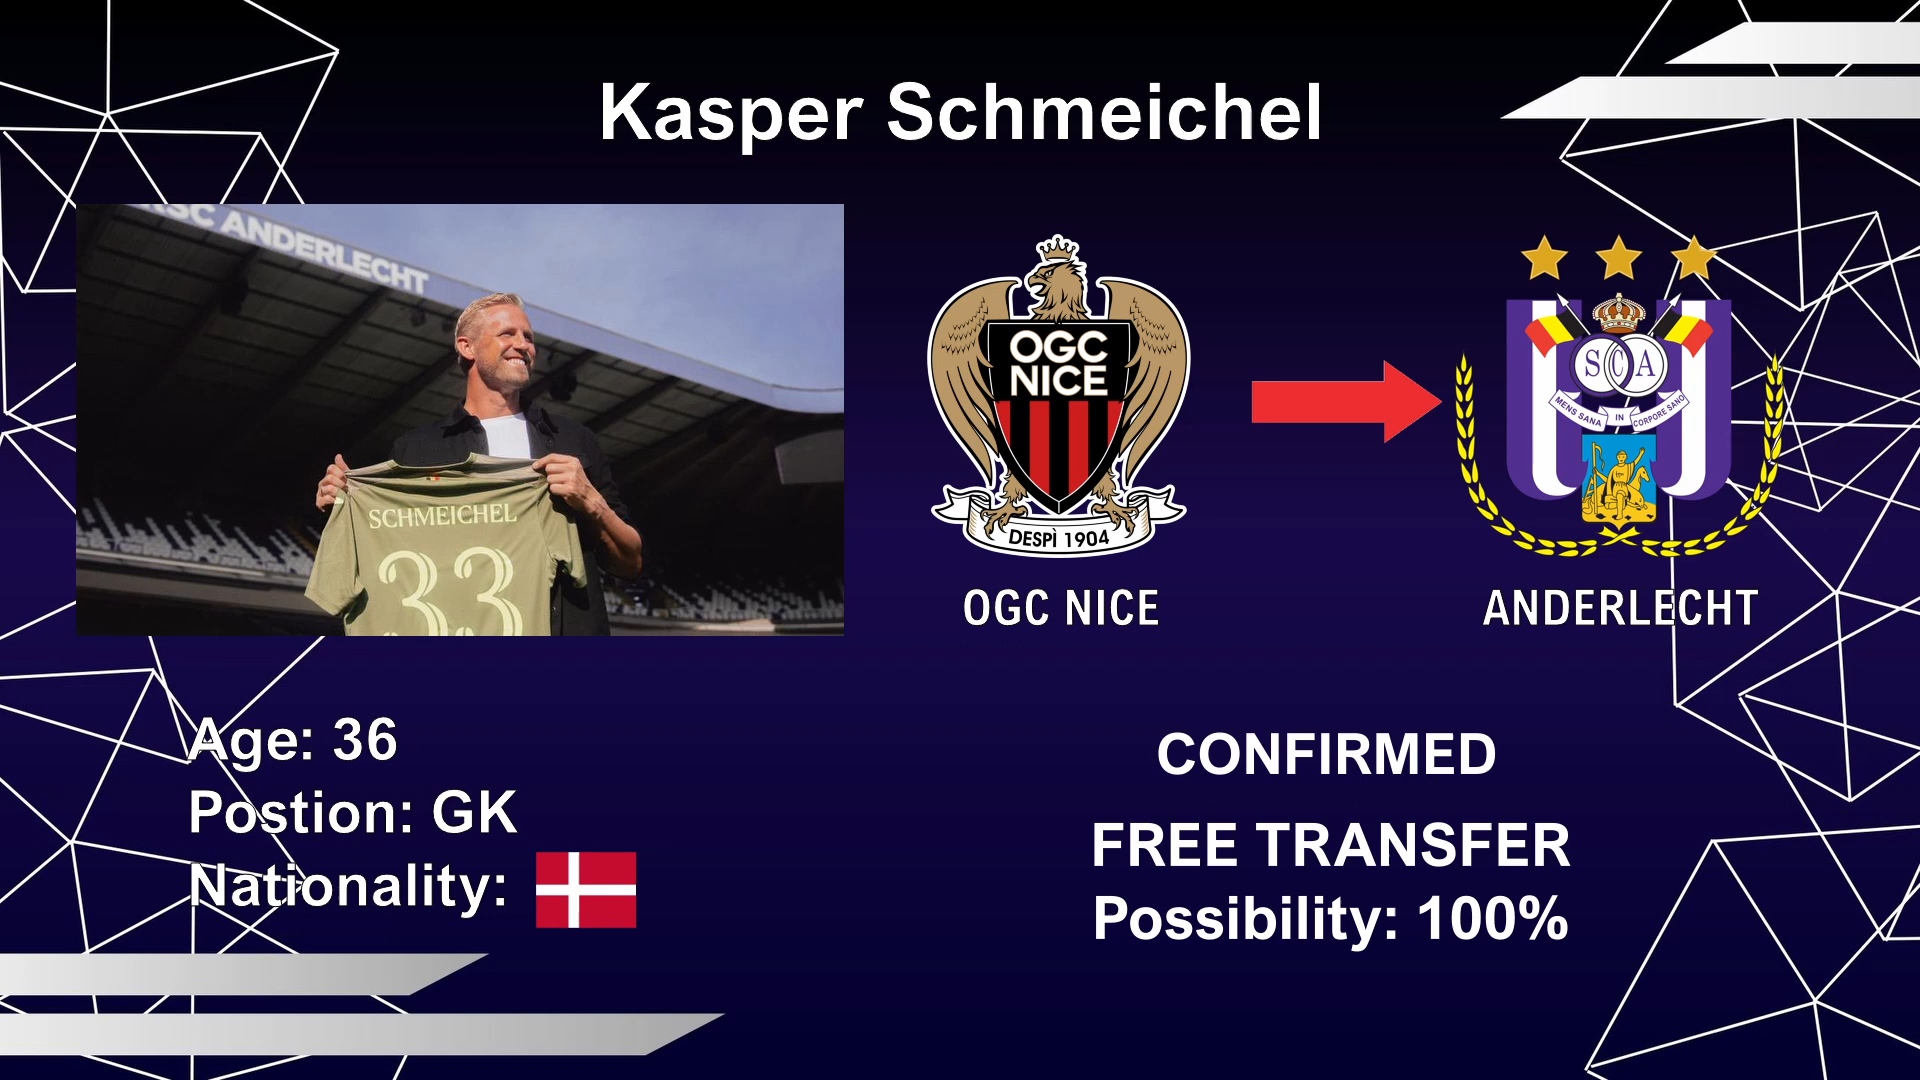 Kasper Schmeichel
RSC ANDERLECHT
SCHMEICHEL
33
OGC
NICE
DESPÌ 1904
SCA
MENS SANA IN CORPORE SANO
OGC NICE
ANDERLECHT
Age: 36
Postion: GK
Nationality:
CONFIRMED
FREE TRANSFER
Possibility: 100%